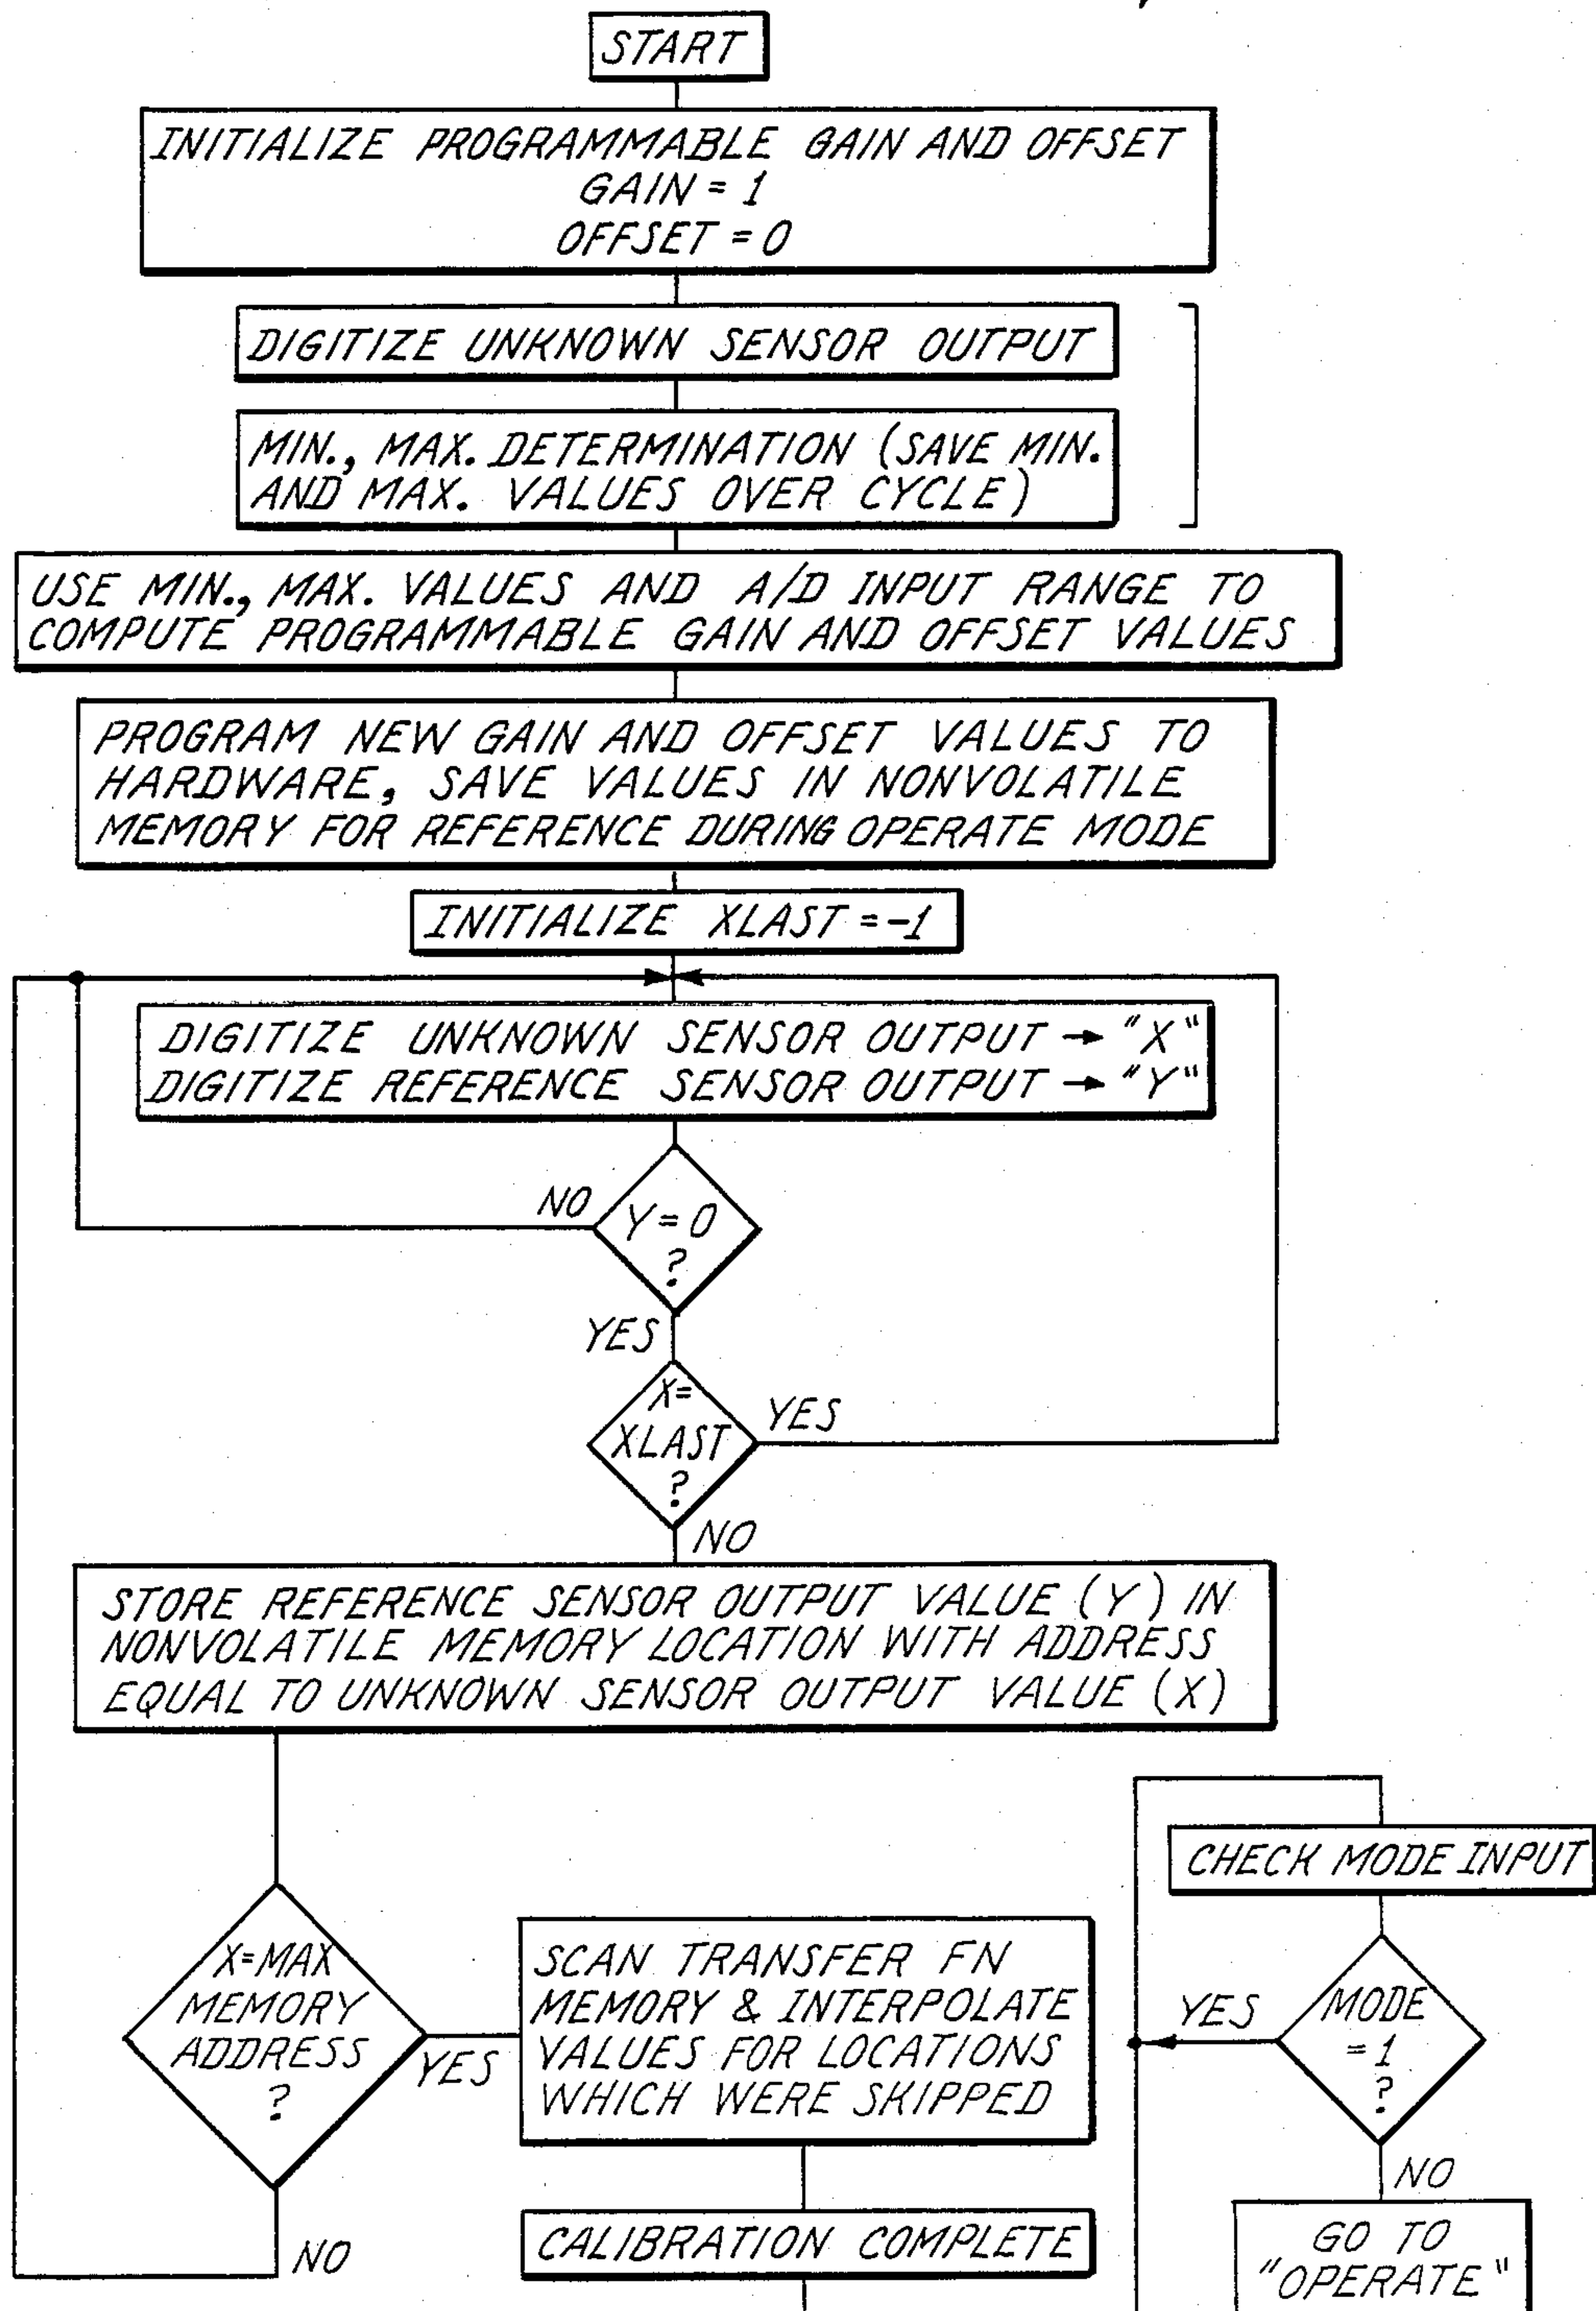 START
INITIALIZE PROGRAMMABLE GAIN AND OFFSET
GAIN = 1
OFFSET = 0
DIGITIZE UNKNOWN SENSOR OUTPUT
MIN., MAX. DETERMINATION (SAVE MIN.
AND MAX. VALUES OVER CYCLE)
USE MIN., MAX. VALUES AND A/D INPUT RANGE TO
COMPUTE PROGRAMMABLE GAIN AND OFFSET VALUES
PROGRAM NEW GAIN AND OFFSET VALUES TO
HARDWARE, SAVE VALUES IN NONVOLATILE
MEMORY FOR REFERENCE DURING OPERATE MODE
INITIALIZE XLAST = -1
DIGITIZE UNKNOWN SENSOR OUTPUT → "X"
DIGITIZE REFERENCE SENSOR OUTPUT → "Y"
NO
Y = 0
?
YES
X=
XLAST
?
YES
NO
STORE REFERENCE SENSOR OUTPUT VALUE (Y) IN
NONVOLATILE MEMORY LOCATION WITH ADDRESS
EQUAL TO UNKNOWN SENSOR OUTPUT VALUE (X)
X=MAX
MEMORY
ADDRESS
?
YES
NO
SCAN TRANSFER FN
MEMORY & INTERPOLATE
VALUES FOR LOCATIONS
WHICH WERE SKIPPED
CALIBRATION COMPLETE
CHECK MODE INPUT
YES
MODE
= 1
?
NO
GO TO
"OPERATE"